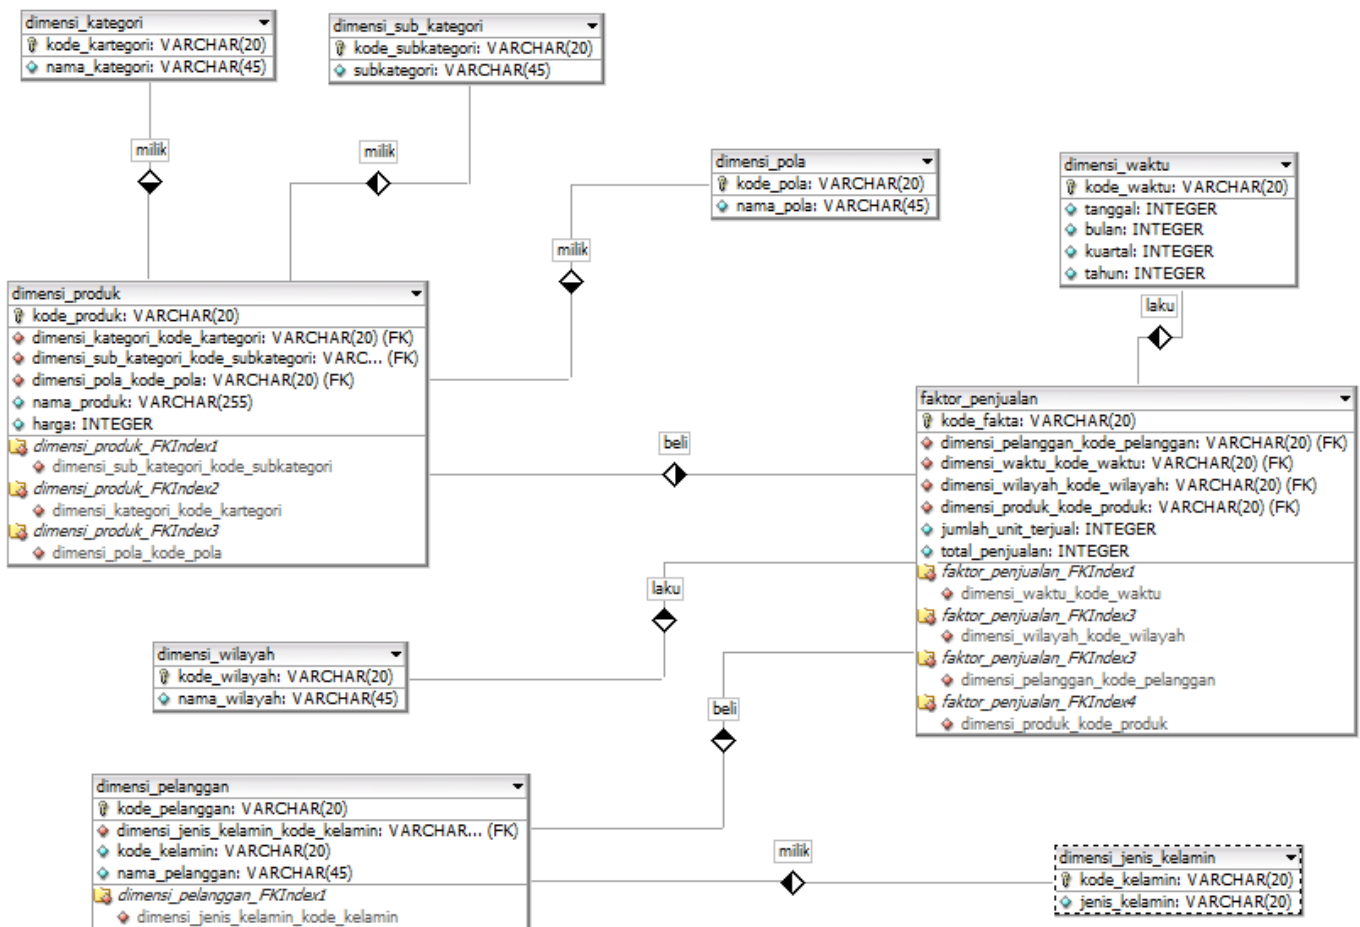 dimensi_kategori
kode_kartegori: VARCHAR(20)
nama_kategori: VARCHAR(45)
dimensi_sub_kategori
kode_subkategori: VARCHAR(20)
subkategori: VARCHAR(45)
milik
milik
dimensi_pola
kode_pola: VARCHAR(20)
nama_pola: VARCHAR(45)
milik
dimensi_waktu
kode_waktu: VARCHAR(20)
tanggal: INTEGER
bulan: INTEGER
kuartal: INTEGER
tahun: INTEGER
laku
dimensi_produk
kode_produk: VARCHAR(20)
dimensi_kategori_kode_kartegori: VARCHAR(20) (FK)
dimensi_sub_kategori_kode_subkategori: VARC... (FK)
dimensi_pola_kode_pola: VARCHAR(20) (FK)
nama_produk: VARCHAR(255)
harga: INTEGER
dimensi_produk_FKIndex1
dimensi_sub_kategori_kode_subkategori
dimensi_produk_FKIndex2
dimensi_kategori_kode_kartegori
dimensi_produk_FKIndex3
dimensi_pola_kode_pola
beli
faktor_penjualan
kode_fakta: VARCHAR(20)
dimensi_pelanggan_kode_pelanggan: VARCHAR(20) (FK)
dimensi_waktu_kode_waktu: VARCHAR(20) (FK)
dimensi_wilayah_kode_wilayah: VARCHAR(20) (FK)
dimensi_produk_kode_produk: VARCHAR(20) (FK)
jumlah_unit_terjual: INTEGER
total_penjualan: INTEGER
faktor_penjualan_FKIndex1
dimensi_waktu_kode_waktu
faktor_penjualan_FKIndex3
dimensi_wilayah_kode_wilayah
faktor_penjualan_FKIndex3
dimensi_pelanggan_kode_pelanggan
faktor_penjualan_FKIndex4
dimensi_produk_kode_produk
laku
dimensi_wilayah
kode_wilayah: VARCHAR(20)
nama_wilayah: VARCHAR(45)
beli
dimensi_pelanggan
kode_pelanggan: VARCHAR(20)
dimensi_jenis_kelamin_kode_kelamin: VARCHAR... (FK)
kode_kelamin: VARCHAR(20)
nama_pelanggan: VARCHAR(45)
dimensi_pelanggan_FKIndex1
dimensi_jenis_kelamin_kode_kelamin
milik
dimensi_jenis_kelamin
kode_kelamin: VARCHAR(20)
jenis_kelamin: VARCHAR(20)